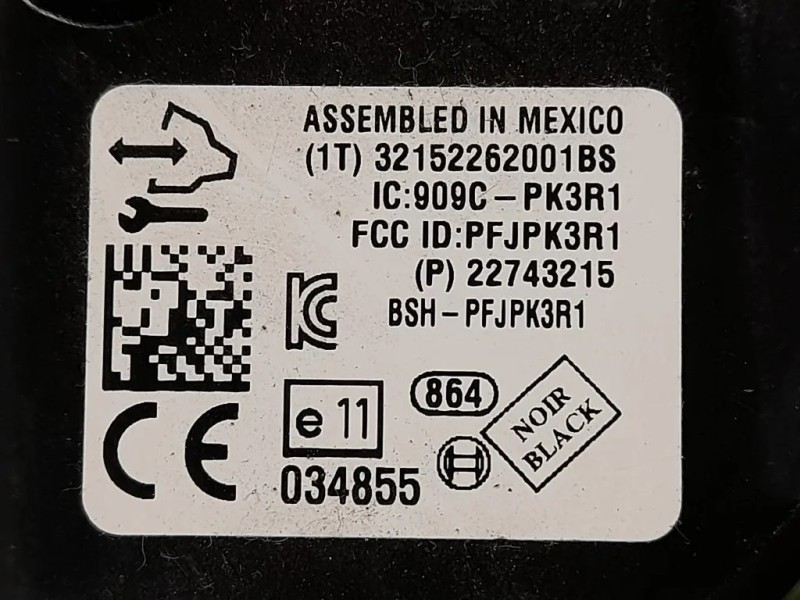 ASSEMBLED IN MEXICO
(1T) 32152262001BS
IC:909C-PK3R1
FCC ID:PFJPK3R1
(P) 22743215
BSH-PFJPK3R1
864
NOIR
BLACK
e 11
034855
CE